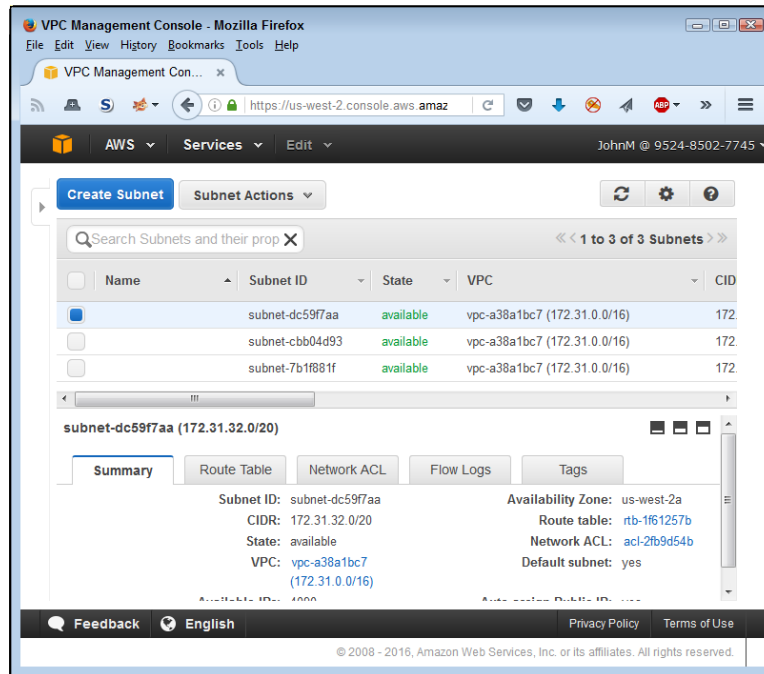 VPC Management Console - Mozilla Firefox
File Edit View History Bookmarks Tools Help
VPC Management Con... ×
https://us-west-2.console.aws.amaz
ABP
AWS Services Edit JohnM @ 9524-8502-7745
Create Subnet Subnet Actions
Search Subnets and their prop 1 to 3 of 3 Subnets
Name Subnet ID State VPC CID
subnet-dc59f7aa available vpc-a38a1bc7 (172.31.0.0/16) 172.
subnet-cbb04d93 available vpc-a38a1bc7 (172.31.0.0/16) 172.
subnet-7b1f881f available vpc-a38a1bc7 (172.31.0.0/16) 172.
subnet-dc59f7aa (172.31.32.0/20)
Summary Route Table Network ACL Flow Logs Tags
Subnet ID: subnet-dc59f7aa Availability Zone: us-west-2a
CIDR: 172.31.32.0/20 Route table: rtb-1f61257b
State: available Network ACL: acl-2fb9d54b
VPC: vpc-a38a1bc7 Default subnet: yes
(172.31.0.0/16)
Available IPs: Auto-assign Public IP:
Feedback English Privacy Policy Terms of Use
© 2008 - 2016, Amazon Web Services, Inc. or its affiliates. All rights reserved.